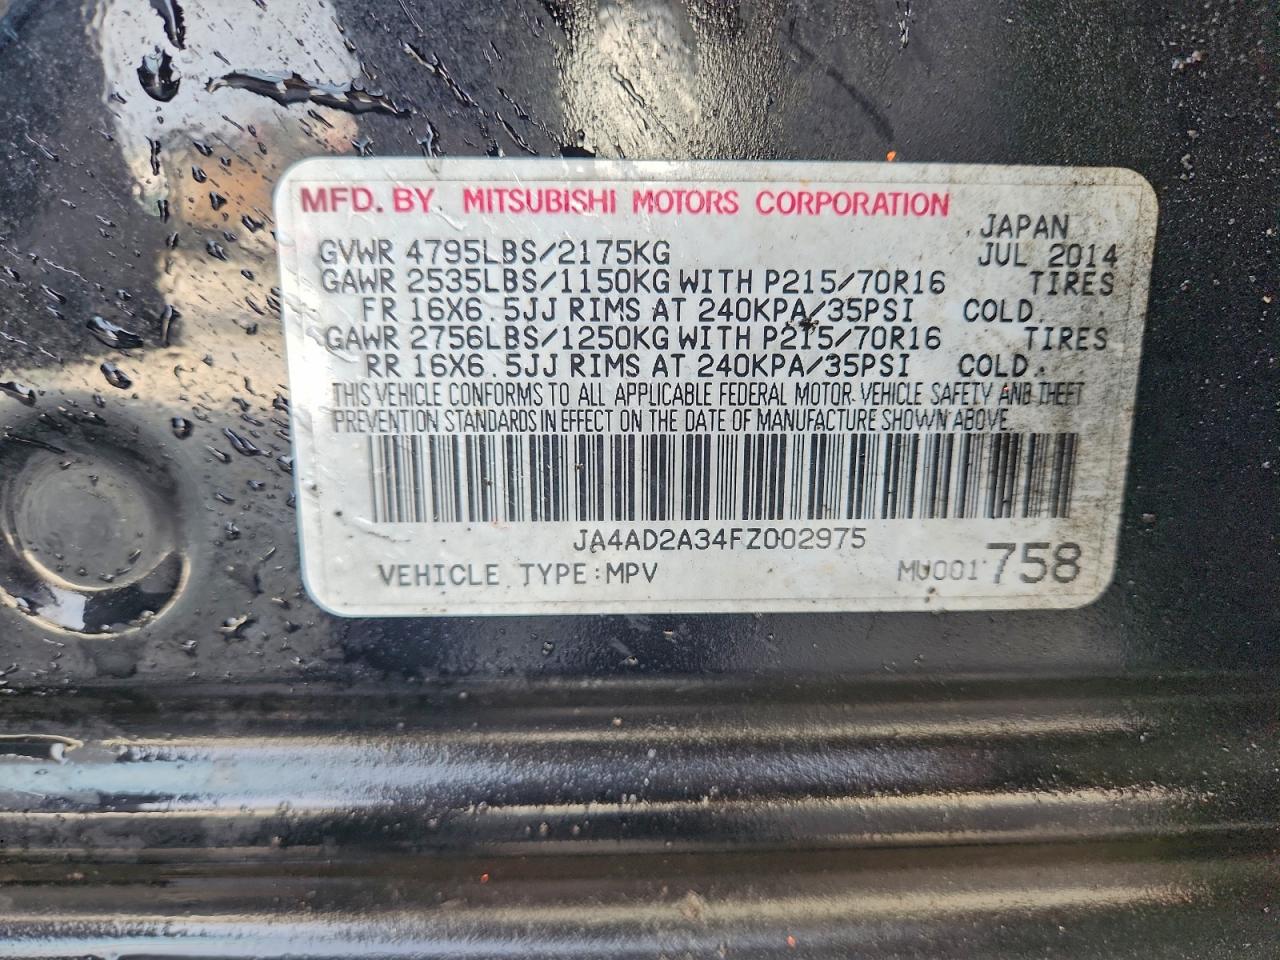 MFD. BY MITSUBISHI MOTORS CORPORATION
JAPAN
GVWR 4795LBS/2175KG JUL 2014
GAWR 2535LBS/1150KG WITH P215/70R16 TIRES
FR 16X6.5JJ RIMS AT 240KPA/35PSI COLD.
GAWR 2756LBS/1250KG WITH P215/70R16 TIRES
RR 16X6.5JJ RIMS AT 240KPA/35PSI COLD.
THIS VEHICLE CONFORMS TO ALL APPLICABLE FEDERAL MOTOR VEHICLE SAFETY AND THEFT
PREVENTION STANDARDS IN EFFECT ON THE DATE OF MANUFACTURE SHOWN ABOVE.
JA4AD2A34FZ002975
VEHICLE TYPE:MPV MU001758